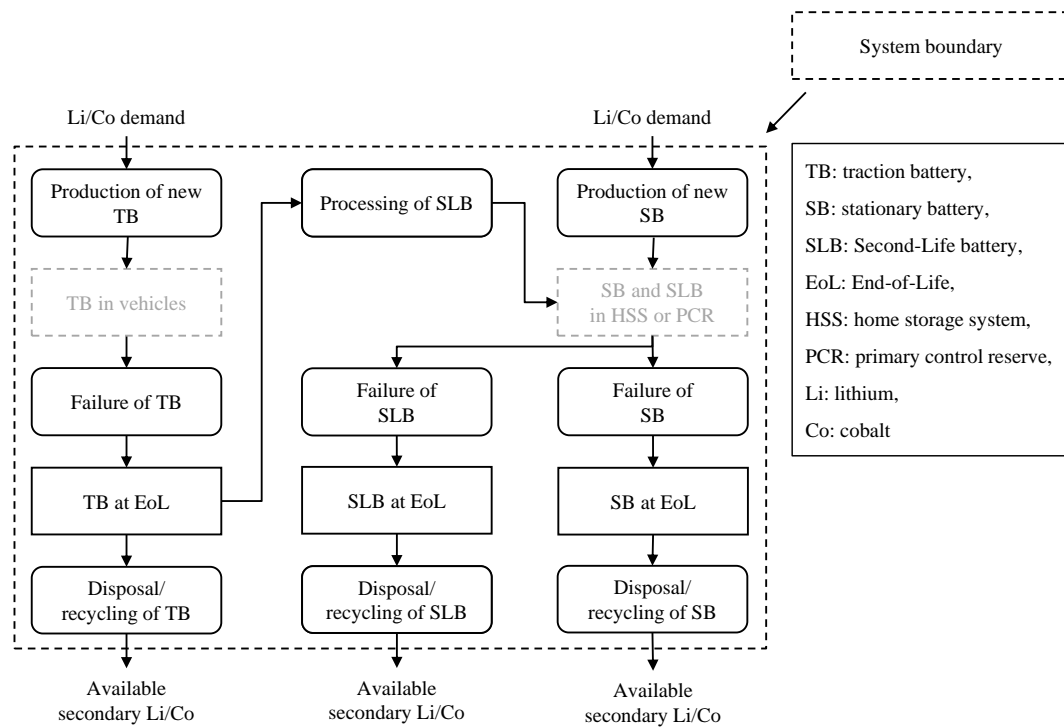 System boundary
Li/Co demand
Li/Co demand
Production of new
TB
Processing of SLB
Production of new
SB
TB in vehicles
SB and SLB
in HSS or PCR
Failure of TB
Failure of
SLB
Failure of
SB
TB at EoL
SLB at EoL
SB at EoL
Disposal/
recycling of TB
Disposal/
recycling of SLB
Disposal/
recycling of SB
Available
secondary Li/Co
Available
secondary Li/Co
Available
secondary Li/Co
TB: traction battery,
SB: stationary battery,
SLB: Second-Life battery,
EoL: End-of-Life,
HSS: home storage system,
PCR: primary control reserve,
Li: lithium,
Co: cobalt